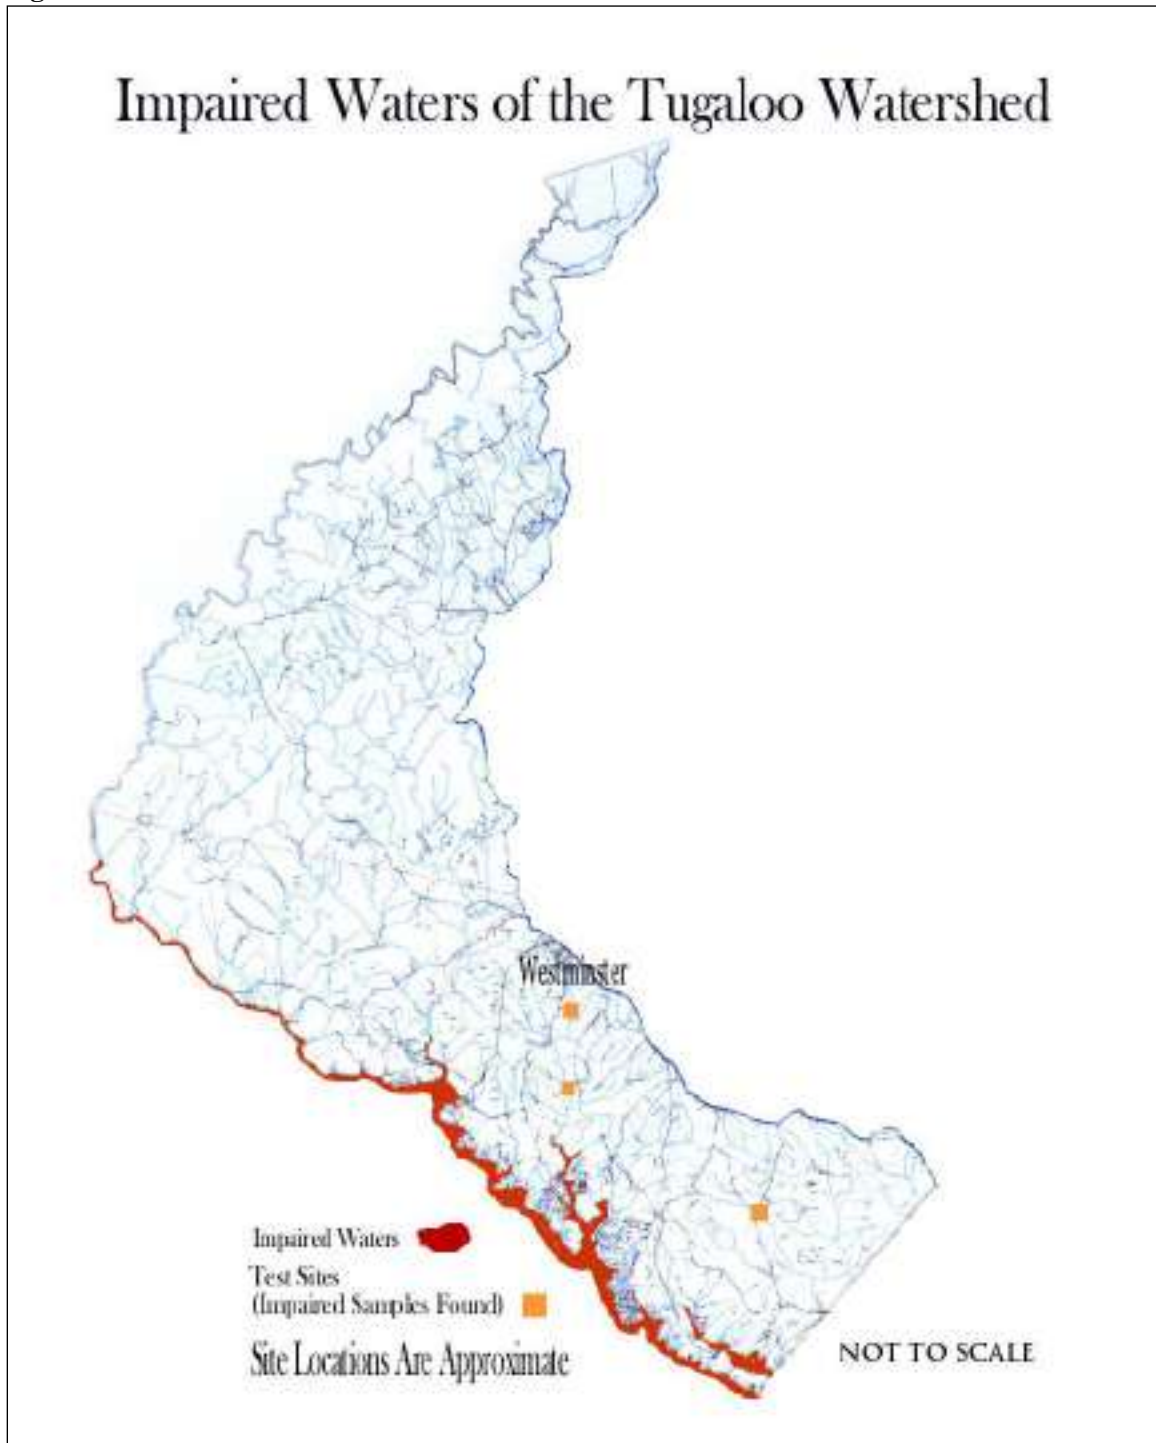 Impaired Waters of the Tugaloo Watershed
Westminster
Impaired Waters
Test Sites
(Impaired Samples Found)
Site Locations Are Approximate
NOT TO SCALE